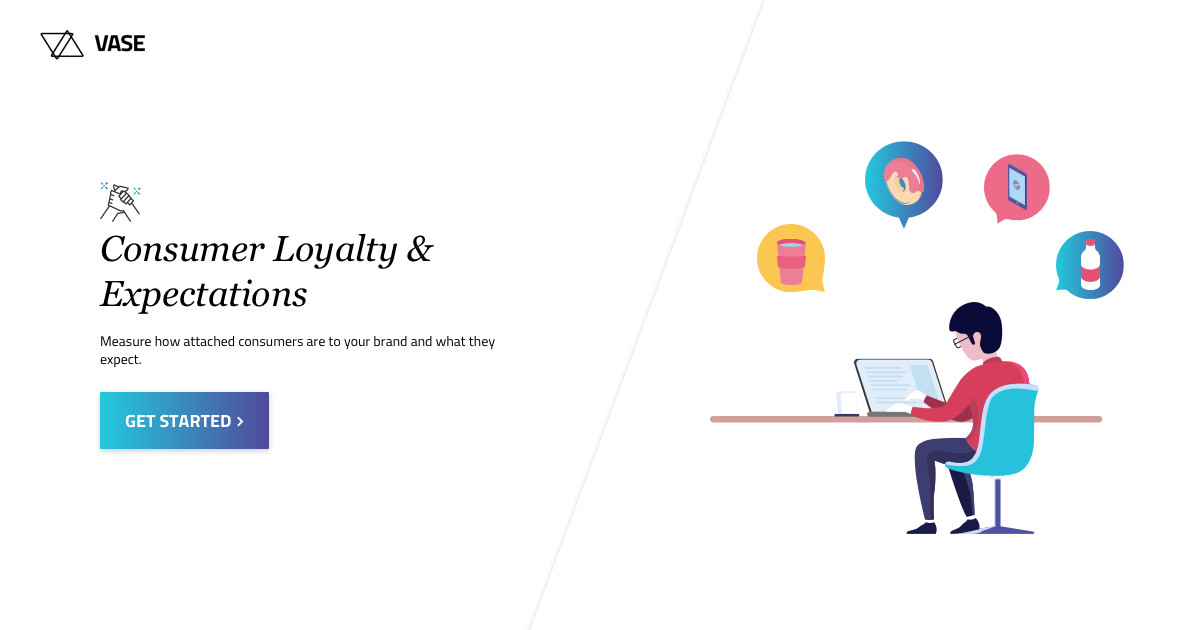 VASE
Consumer Loyalty &
Expectations
Measure how attached consumers are to your brand and what they
expect.
GET STARTED >